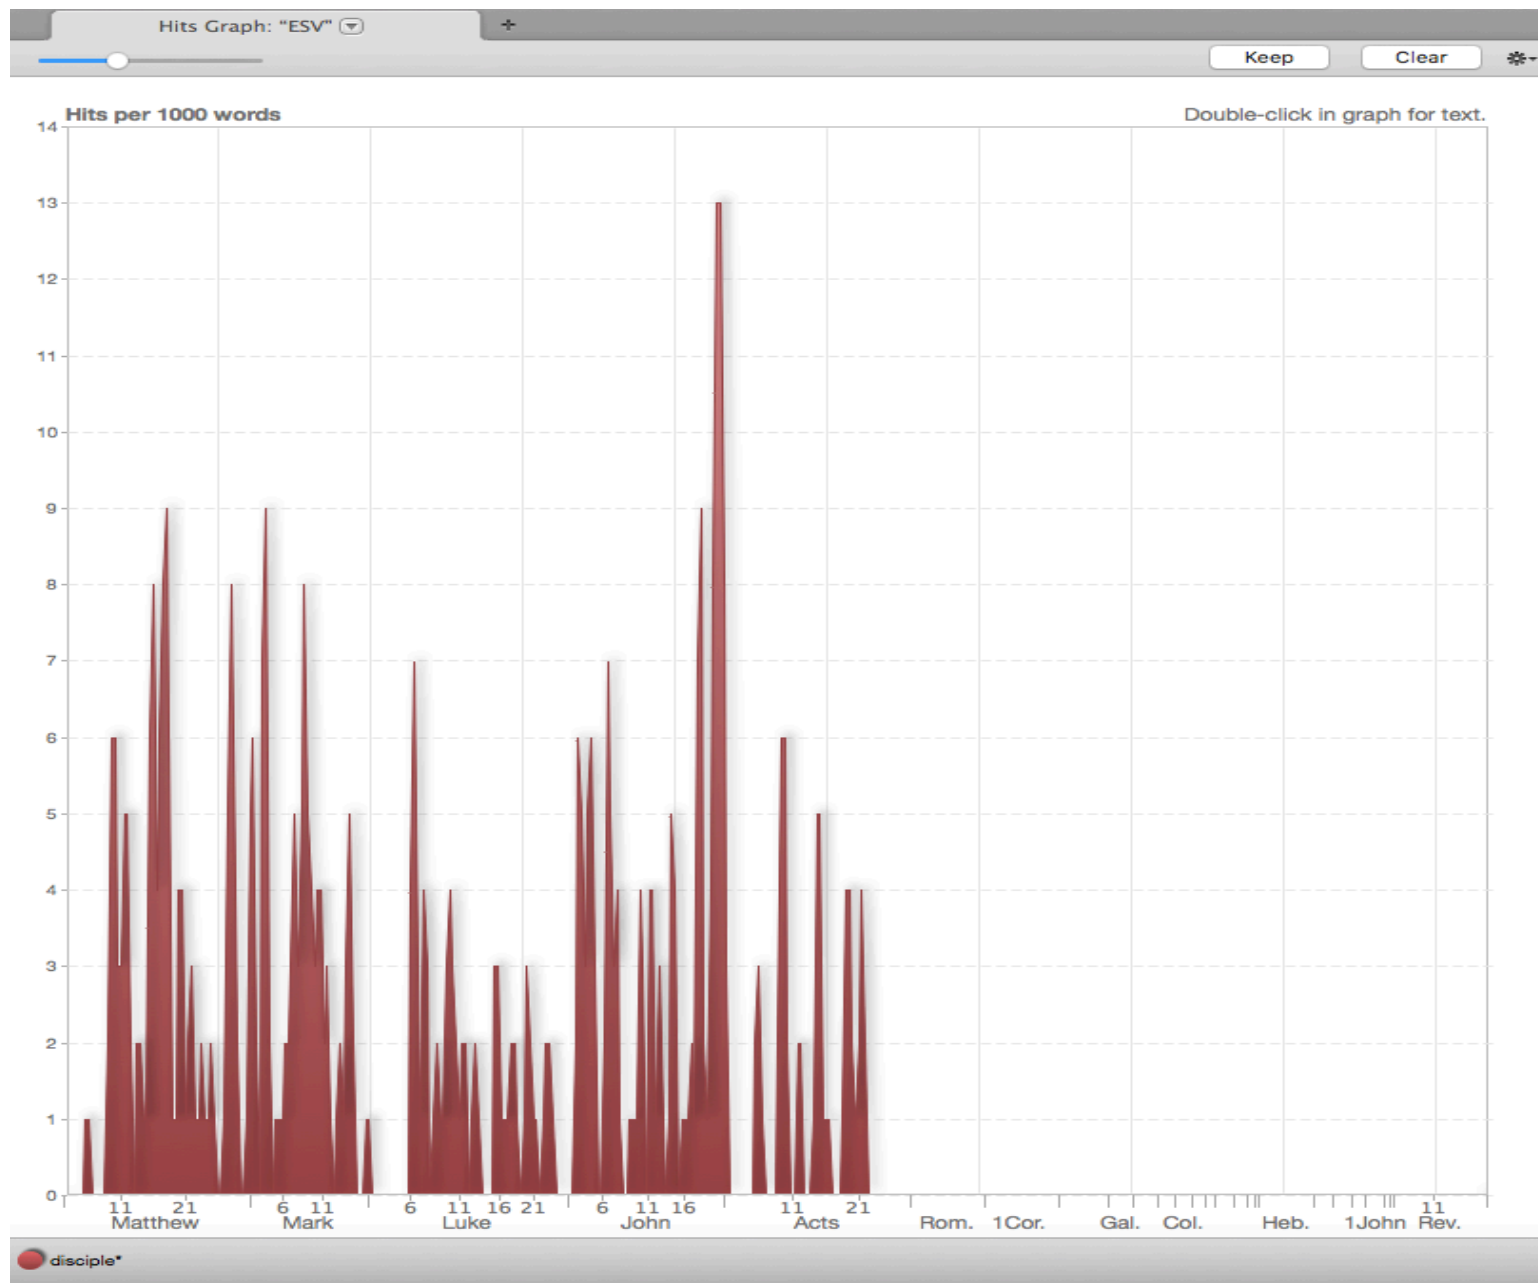 Hits Graph: “ESV” +
Keep Clear
Hits per 1000 words Double-click in graph for text.
14
13
12
11
10
9
8
7
6
5
4
3
2
1
0
11 21 6 11 6 11 16 21 6 11 16 11 21 11
Matthew Mark Luke John Acts Rom. 1Cor. Gal. Col. Heb. 1John Rev.
disciple*